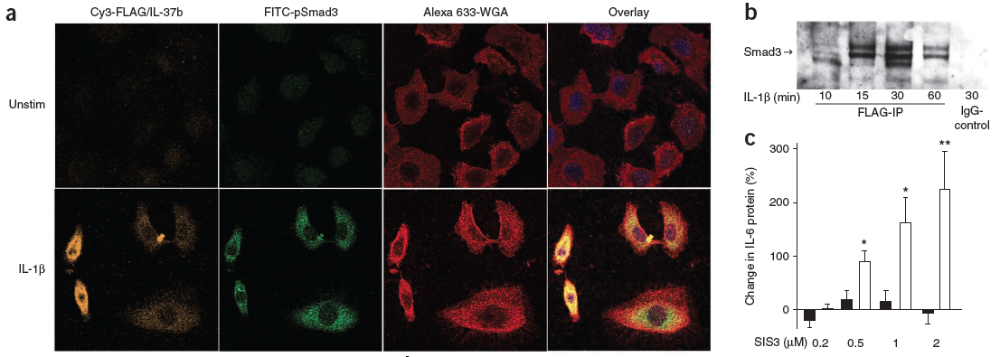 a
Cy3-FLAG/IL-37b FITC-pSmad3 Alexa 633-WGA Overlay
Unstim
IL-1β
b
Smad3→
IL-1β (min) 10 15 30 60 30
FLAG-IP IgG-
control
c
Change in IL-6 protein (%)
300
200
100
0
* * **
SIS3 (μM) 0.2 0.5 1 2